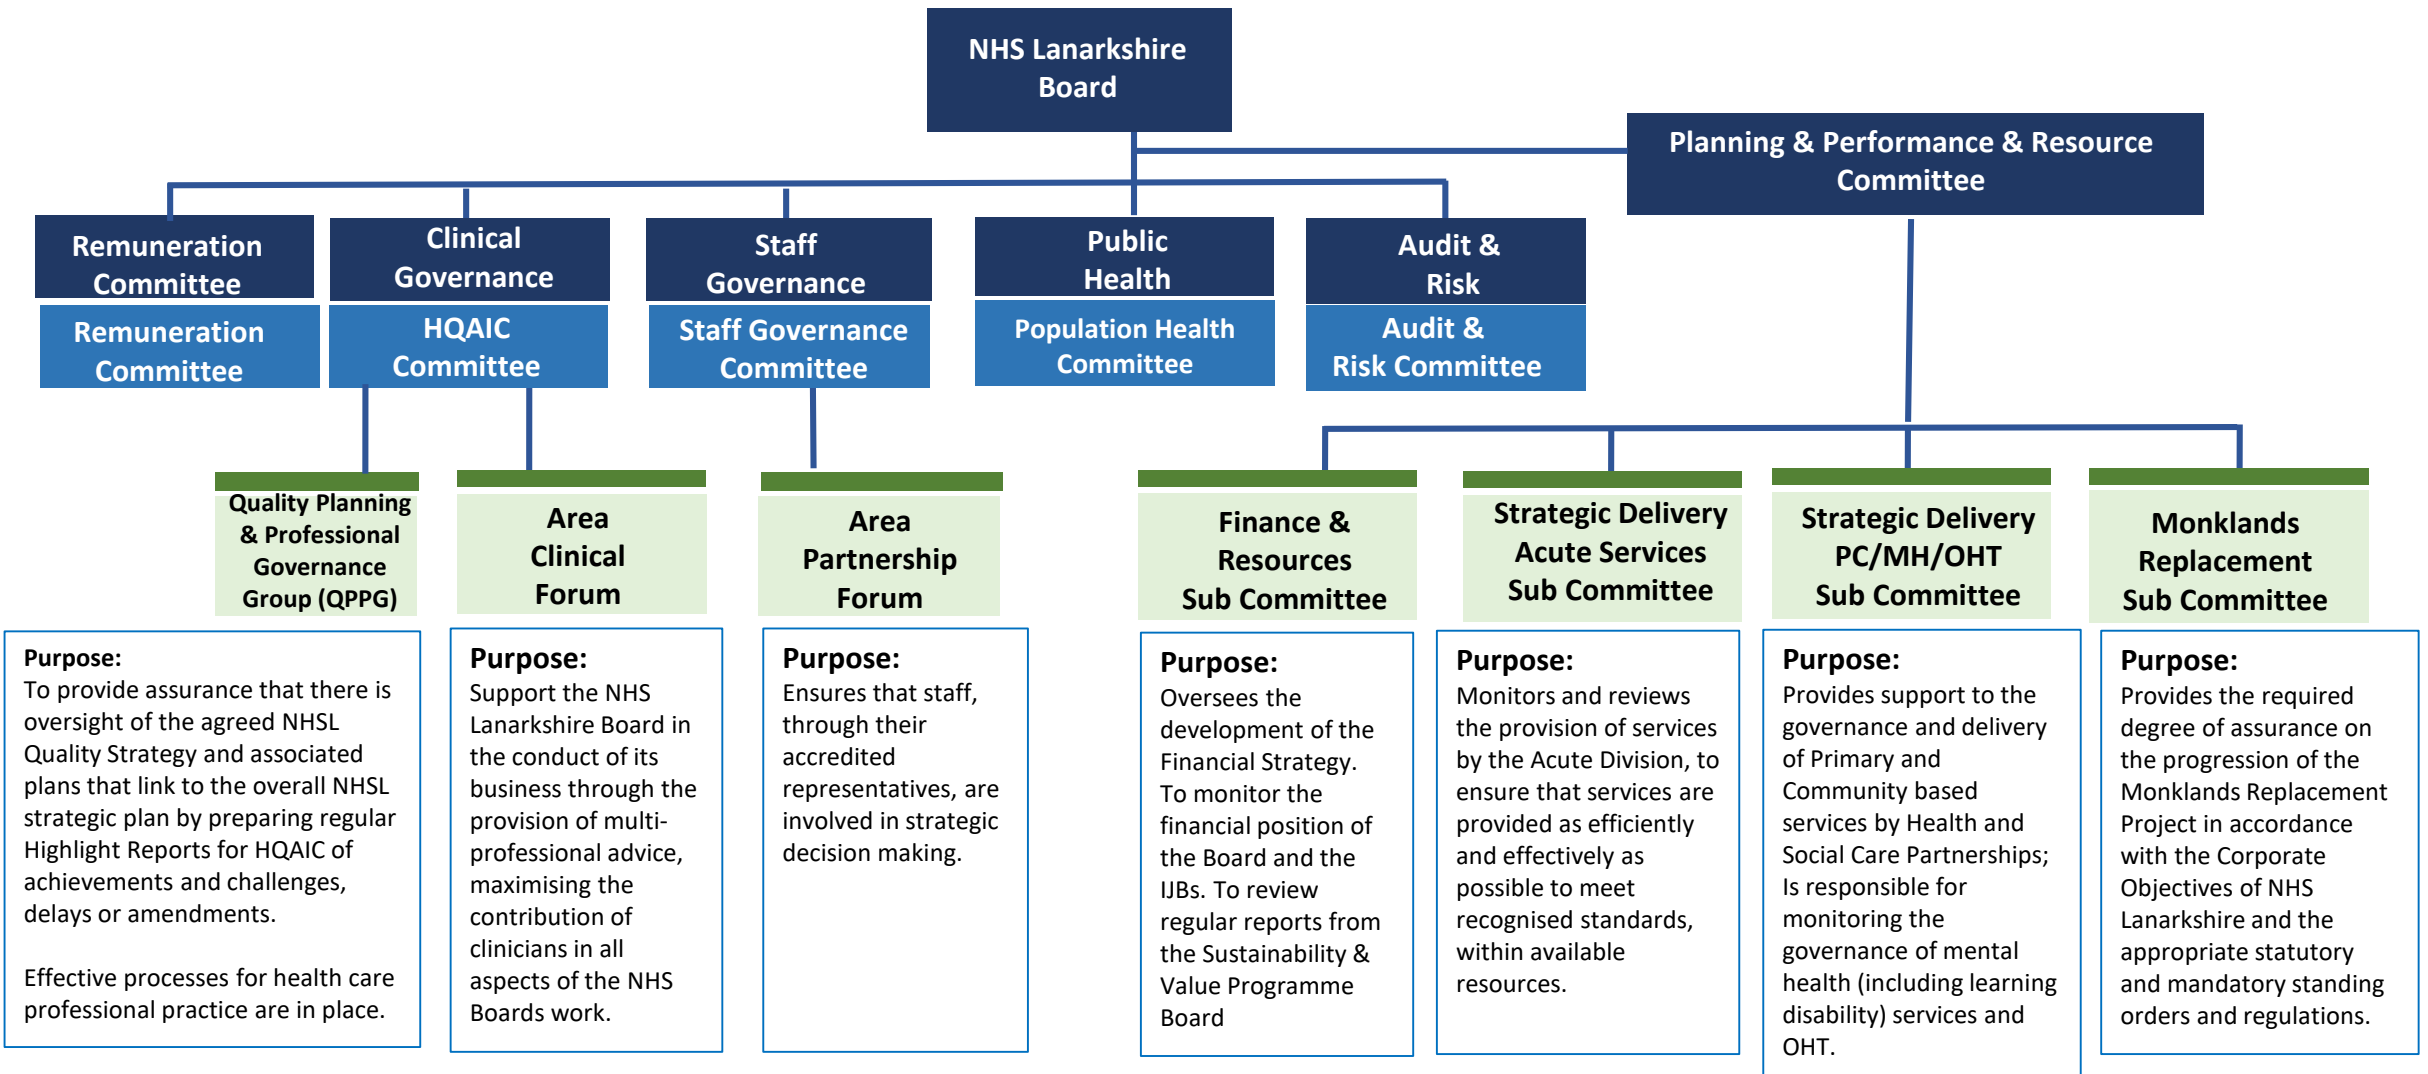 NHS Lanarkshire
Board
Planning & Performance & Resource
Committee
Remuneration
Committee
Clinical
Governance
Staff
Governance
Public
Health
Audit &
Risk
Remuneration
Committee
HQAIC
Committee
Staff Governance
Committee
Population Health
Committee
Audit &
Risk Committee
Quality Planning
& Professional
Governance
Group (QPPG)
Area
Clinical
Forum
Area
Partnership
Forum
Finance &
Resources
Sub Committee
Strategic Delivery
Acute Services
Sub Committee
Strategic Delivery
PC/MH/OHT
Sub Committee
Monklands
Replacement
Sub Committee
Purpose:
To provide assurance that there is
oversight of the agreed NHSL
Quality Strategy and associated
plans that link to the overall NHSL
strategic plan by preparing regular
Highlight Reports for HQAIC of
achievements and challenges,
delays or amendments.
Effective processes for health care
professional practice are in place.
Purpose:
Support the NHS
Lanarkshire Board in
the conduct of its
business through the
provision of multi-
professional advice,
maximising the
contribution of
clinicians in all
aspects of the NHS
Boards work.
Purpose:
Ensures that staff,
through their
accredited
representatives, are
involved in strategic
decision making.
Purpose:
Oversees the
development of the
Financial Strategy.
To monitor the
financial position of
the Board and the
IJBs. To review
regular reports from
the Sustainability &
Value Programme
Board
Purpose:
Monitors and reviews
the provision of services
by the Acute Division, to
ensure that services are
provided as efficiently
and effectively as
possible to meet
recognised standards,
within available
resources.
Purpose:
Provides support to the
governance and delivery
of Primary and
Community based
services by Health and
Social Care Partnerships;
Is responsible for
monitoring the
governance of mental
health (including learning
disability) services and
OHT.
Purpose:
Provides the required
degree of assurance on
the progression of the
Monklands Replacement
Project in accordance
with the Corporate
Objectives of NHS
Lanarkshire and the
appropriate statutory
and mandatory standing
orders and regulations.